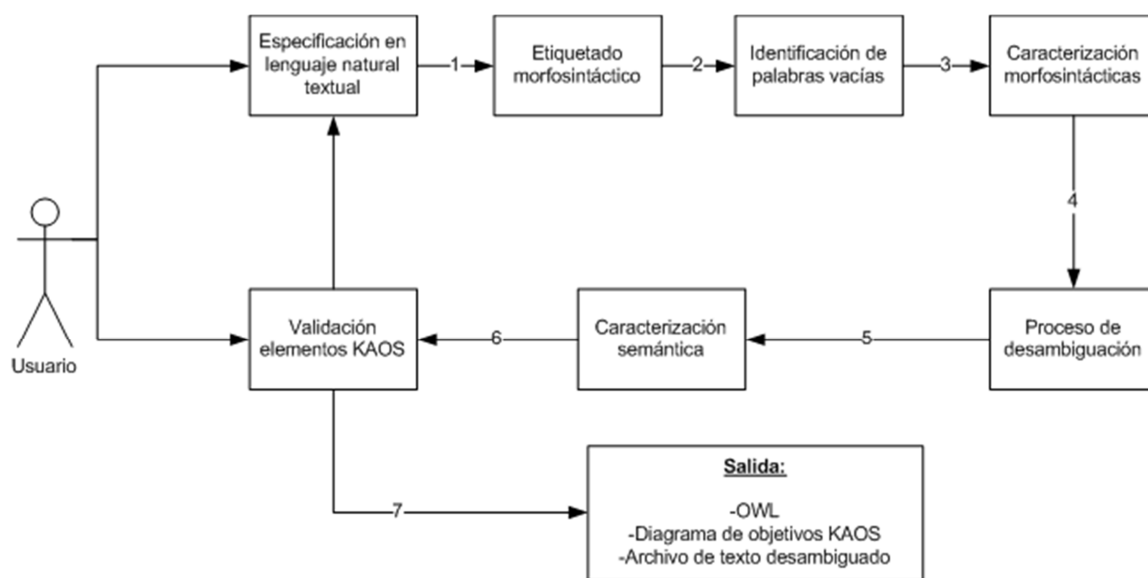 Especificación en
lenguaje natural
textual
1
Etiquetado
morfosintáctico
2
Identificación de
palabras vacías
3
Caracterización
morfosintácticas
4
Usuario
Validación
elementos KAOS
6
Caracterización
semántica
5
Proceso de
desambiguación
7
Salida:
-OWL
-Diagrama de objetivos KAOS
-Archivo de texto desambiguado